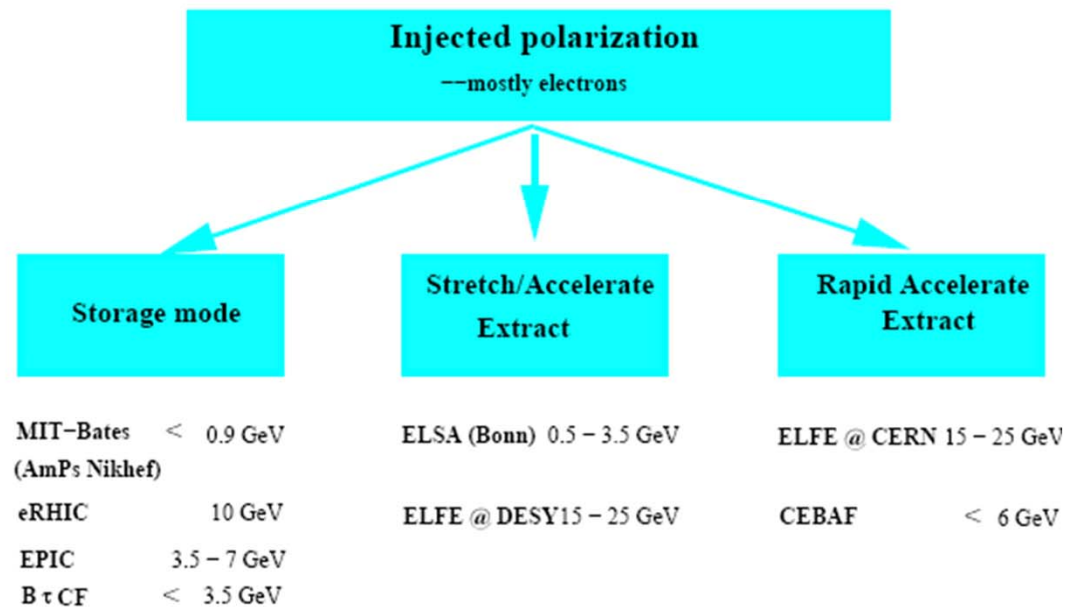 Injected polarization
−−mostly electrons
Storage mode
Stretch/Accelerate
Extract
Rapid Accelerate
Extract
MIT−Bates < 0.9 GeV
(AmPs Nikhef)
eRHIC 10 GeV
EPIC 3.5 − 7 GeV
B τ CF < 3.5 GeV
ELSA (Bonn) 0.5 − 3.5 GeV
ELFE @ DESY15 − 25 GeV
ELFE @ CERN 15 − 25 GeV
CEBAF < 6 GeV